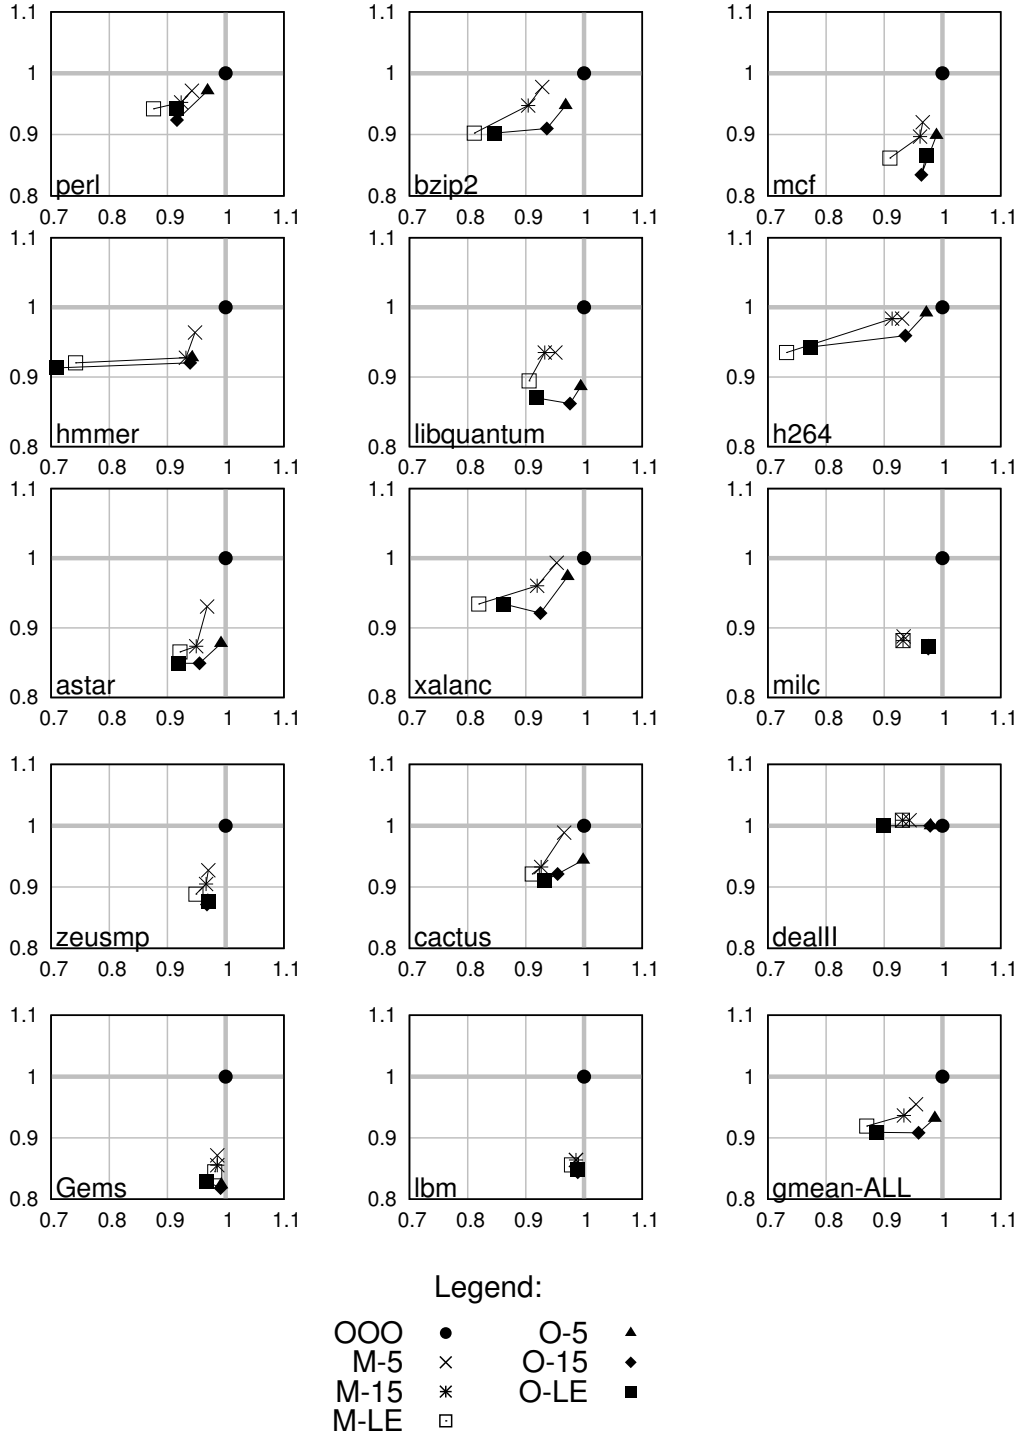 1.1 1.1 1.1
1 1 1
0.9 0.9 0.9
perl bzip2 mcf
0.8 0.8 0.8
0.7 0.8 0.9 1 1.1 0.7 0.8 0.9 1 1.1 0.7 0.8 0.9 1 1.1
1.1 1.1 1.1
1 1 1
0.9 0.9 0.9
hmmer libquantum h264
0.8 0.8 0.8
0.7 0.8 0.9 1 1.1 0.7 0.8 0.9 1 1.1 0.7 0.8 0.9 1 1.1
1.1 1.1 1.1
1 1 1
0.9 0.9 0.9
astar xalanc milc
0.8 0.8 0.8
0.7 0.8 0.9 1 1.1 0.7 0.8 0.9 1 1.1 0.7 0.8 0.9 1 1.1
1.1 1.1 1.1
1 1 1
0.9 0.9 0.9
zeusmp cactus dealII
0.8 0.8 0.8
0.7 0.8 0.9 1 1.1 0.7 0.8 0.9 1 1.1 0.7 0.8 0.9 1 1.1
1.1 1.1 1.1
1 1 1
0.9 0.9 0.9
Gems lbm gmean-ALL
0.8 0.8 0.8
0.7 0.8 0.9 1 1.1 0.7 0.8 0.9 1 1.1 0.7 0.8 0.9 1 1.1
Legend:
OOO O-5
M-5 O-15
M-15 O-LE
M-LE